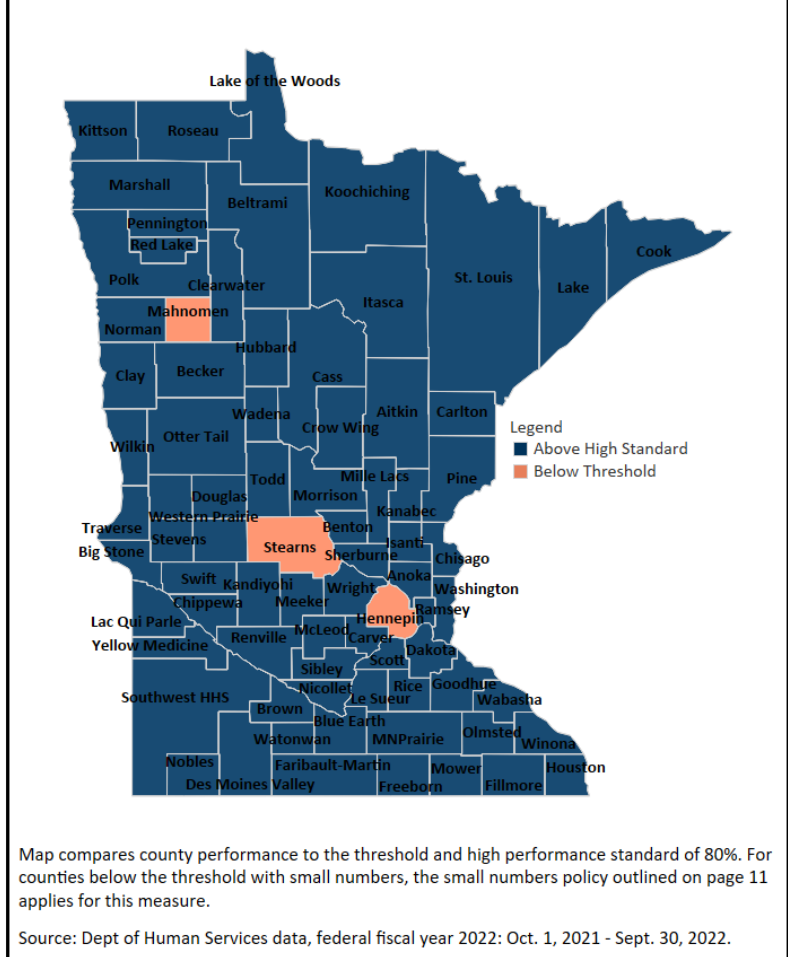 Lake of the Woods
Kittson
Roseau
Marshall
Koochiching
Beltrami
Pennington
Red Lake
Cook
Polk
Clearwater
St. Louis
Lake
Itasca
Mahnomen
Norman
Hubbard
Clay
Becker
Cass
Wadena
Aitkin
Carlton
Crow Wing
Legend
Above High Standard
Below Threshold
Otter Tail
Wilkin
Todd
Mille Lacs
Pine
Douglas
Morrison
Kanabec
Western Prairie
Traverse
Benton
Stevens
Stearns
Isanti
Big Stone
Sherburne
Chisago
Swift
Kandiyohi
Anoka
Wright
Washington
Chippewa
Meeker
Ramsey
Lac Qui Parle
Hennepin
McLeod
Renville
Carver
Yellow Medicine
Dakota
Scott
Sibley
Southwest HHS
Nicollet
Rice
Goodhue
Le Sueur
Wabasha
Brown
Blue Earth
Watonwan
MNPrairie
Olmsted
Winona
Nobles
Faribault-Martin
Mower
Houston
Des Moines Valley
Freeborn
Fillmore
Map compares county performance to the threshold and high performance standard of 80%. For
counties below the threshold with small numbers, the small numbers policy outlined on page 11
applies for this measure.
Source: Dept of Human Services data, federal fiscal year 2022: Oct. 1, 2021 - Sept. 30, 2022.